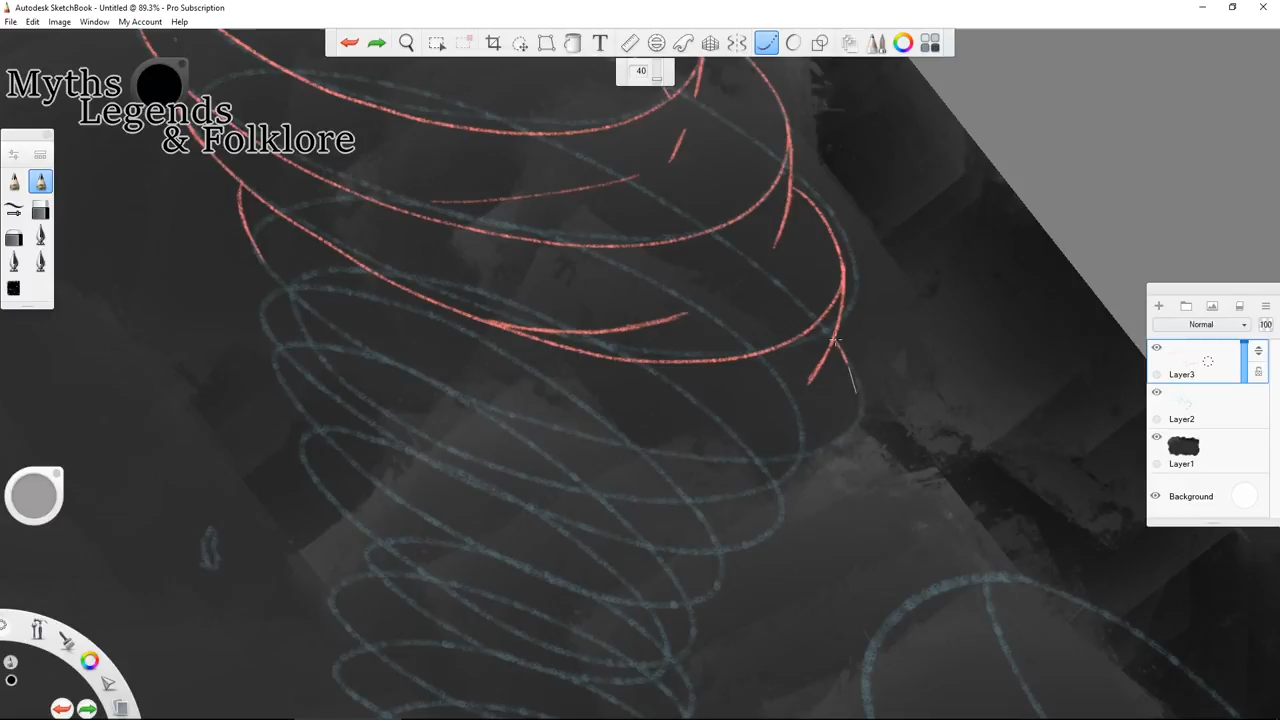 Autodesk SketchBook - Untitled @ 89.3% - Pro Subscription
File Edit Image Window My Account Help
40
Myths
Legends
& Folklore
Normal 100
Layer3
Layer2
Layer1
Background